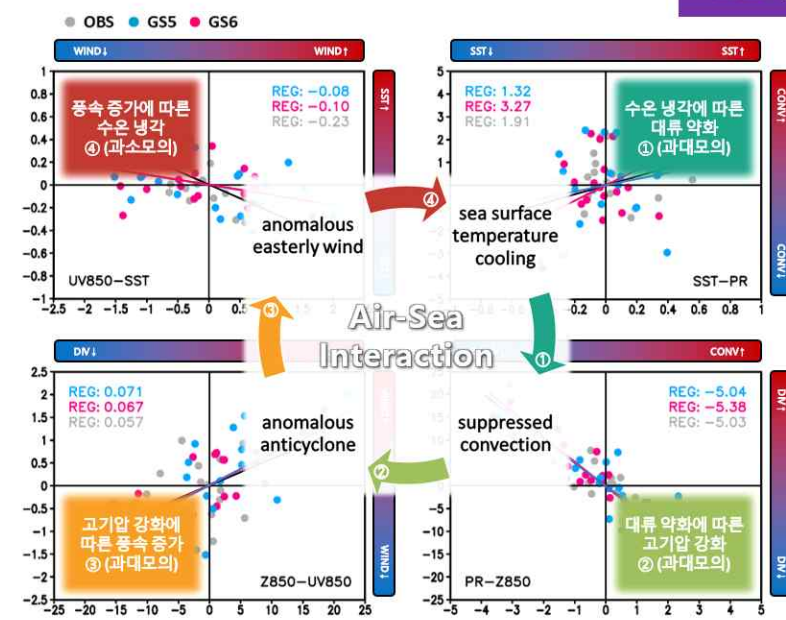 OBS GS5 GS6
WIND↓ WIND↑
SST↓ SST↑
1
0.8
0.6
0.4
0.2
0
-0.2
-0.4
-0.6
-0.8
-1
SST↑
REG: -0.08
REG: -0.10
REG: -0.23
풍속 증가에 따른
수온 냉각
④ (과소모의)
anomalous
easterly wind
UV850-SST
-2.5 -2 -1.5 -1 -0.5 0 0.5
④
5
4
3
2
1
0
REG: 1.32
REG: 3.27
REG: 1.91
수온 냉각에 따른
대류 약화
① (과대모의)
CONV↑
CONV↓
sea surface
temperature
cooling
SST-PR
-0.2 0 0.2 0.4 0.6 0.8 1
③
Air-Sea
Interaction
①
DIV↓
CONV↑
2.5
2
1.5
1
0.5
0
-0.5
-1
-1.5
-2
-2.5
REG: 0.071
REG: 0.067
REG: 0.057
anomalous
anticyclone
고기압 강화에
따른 풍속 증가
③ (과대모의)
WIND↓
Z850-UV850
-25 -20 -15 -10 -5 0 5 10 15 20 25
②
REG: -5.04
REG: -5.38
REG: -5.03
suppressed
convection
DIV↑
대류 약화에 따른
고기압 강화
② (과대모의)
DIV↓
-5
-10
-15
-20
-25
PR-Z850
-5 -4 -3 -2 -1 0 1 2 3 4 5